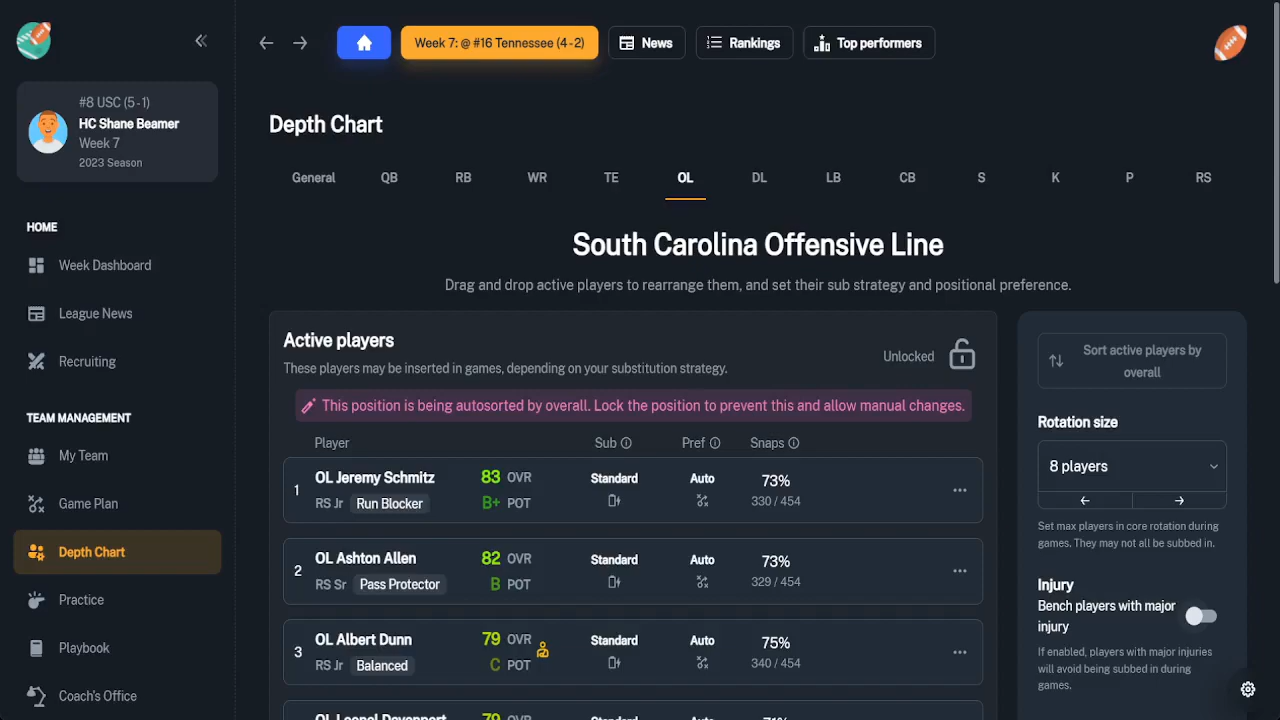 #8 USC (5-1)
HC Shane Beamer
Week 7
2023 Season
HOME
Week Dashboard
League News
Recruiting
TEAM MANAGEMENT
My Team
Game Plan
Depth Chart
Practice
Playbook
Coach's Office
Week 7: @ #16 Tennessee (4-2)
News
Rankings
Top performers
Depth Chart
General QB RB WR TE OL DL LB CB S K P RS
South Carolina Offensive Line
Drag and drop active players to rearrange them, and set their sub strategy and positional preference.
Active players
These players may be inserted in games, depending on your substitution strategy.
Unlocked
This position is being autosorted by overall. Lock the position to prevent this and allow manual changes.
Player Sub Pref Snaps
1 OL Jeremy Schmitz 83 OVR Standard Auto 73%
RS Jr Run Blocker B+ POT 330 / 454
2 OL Ashton Allen 82 OVR Standard Auto 73%
RS Sr Pass Protector B POT 329 / 454
3 OL Albert Dunn 79 OVR Standard Auto 75%
RS Jr Balanced C POT 340 / 454
OL Leonel Davenport 79 OVR Standard Auto 71%
Sort active players by
overall
Rotation size
8 players
Set max players in core rotation during
games. They may not all be subbed in.
Injury
Bench players with major
injury
If enabled, players with major injuries
will avoid being subbed in during
games.